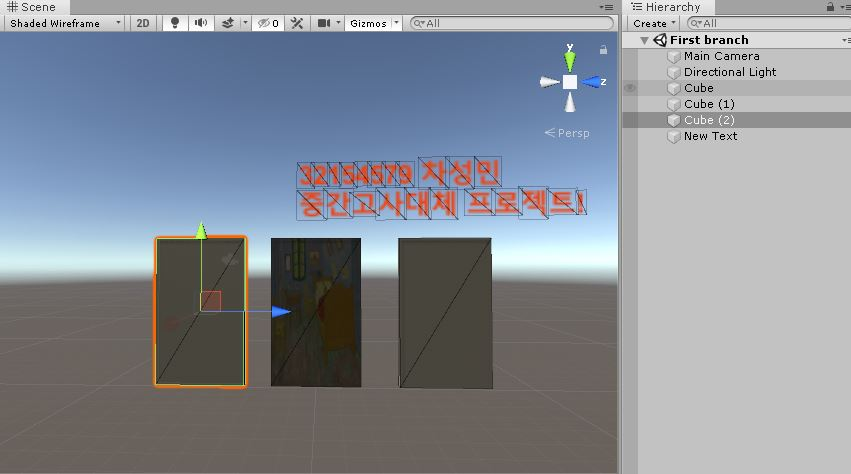 Scene
Hierarchy
Shaded Wireframe
2D
0
Gizmos
All
Create
All
First branch
Main Camera
Directional Light
Cube
Cube (1)
Cube (2)
New Text
y
z
Persp
32154579 차성민
중간고사대체 프로젝트!